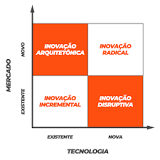 INOVAÇÃO
ARQUITETÔNICA
INOVAÇÃO
RADICAL
INOVAÇÃO
INCREMENTAL
INOVAÇÃO
DISRUPTIVA
MERCADO
NOVO
EXISTENTE
EXISTENTE
NOVA
TECNOLOGIA